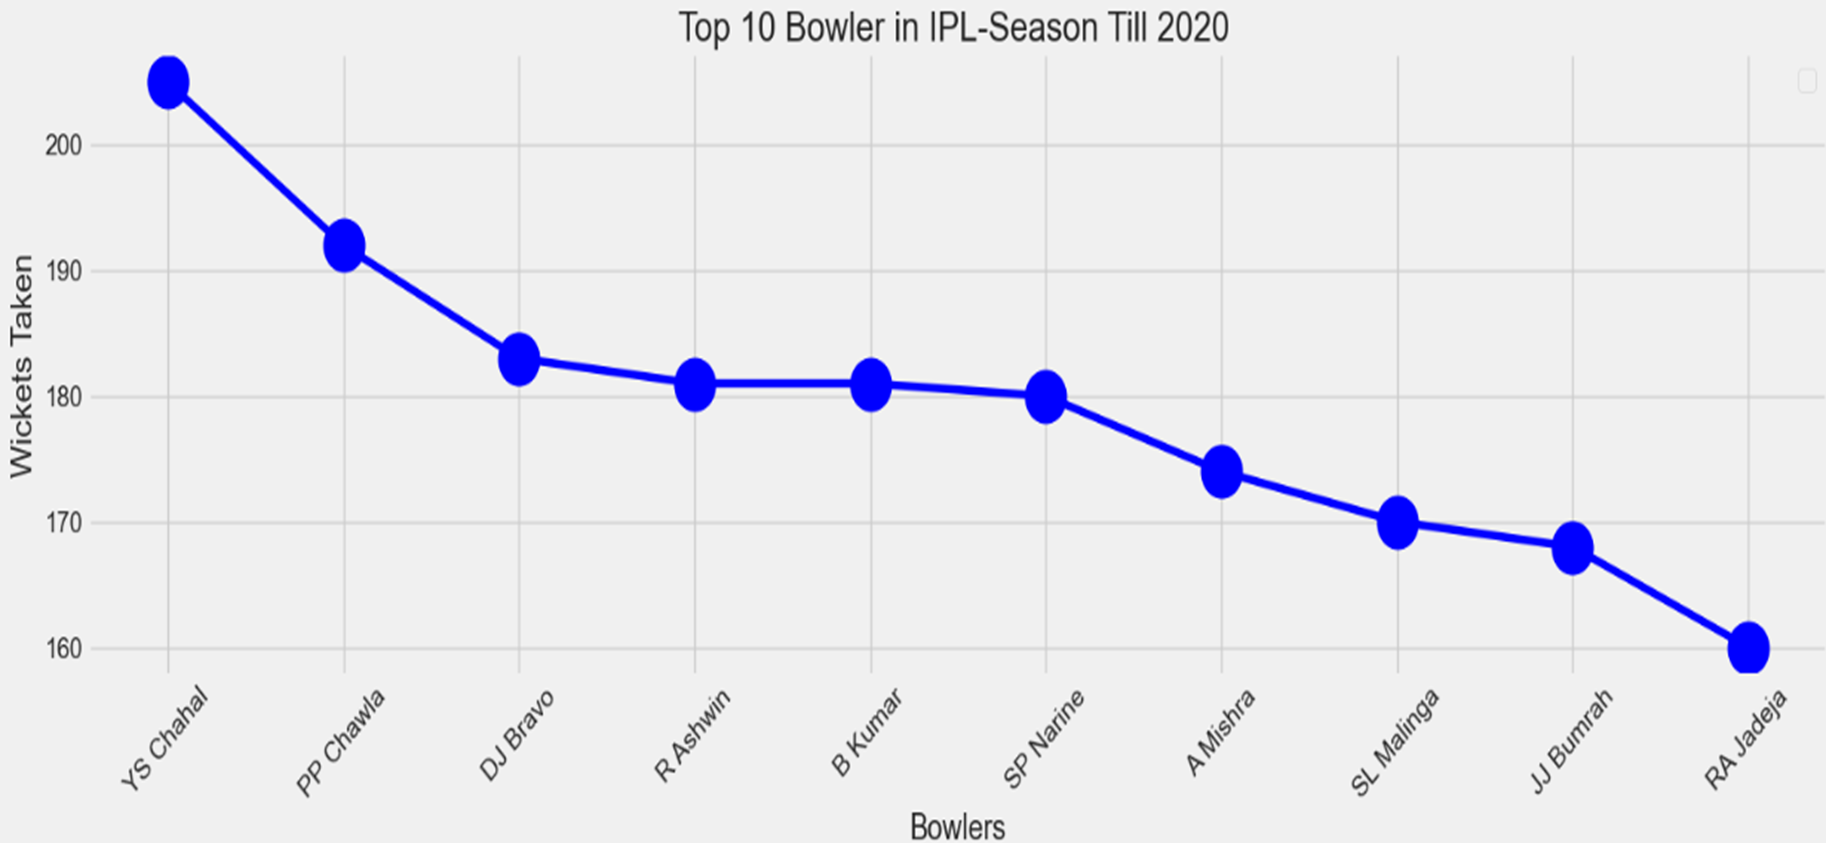 Top 10 Bowler in IPL-Season Till 2020
Wickets Taken
200
190
180
170
160
YS Chahal
PP Chawla
DJ Bravo
R Ashwin
B Kumar
SP Narine
A Mishra
SL Malinga
JJ Bumrah
RA Jadeja
Bowlers